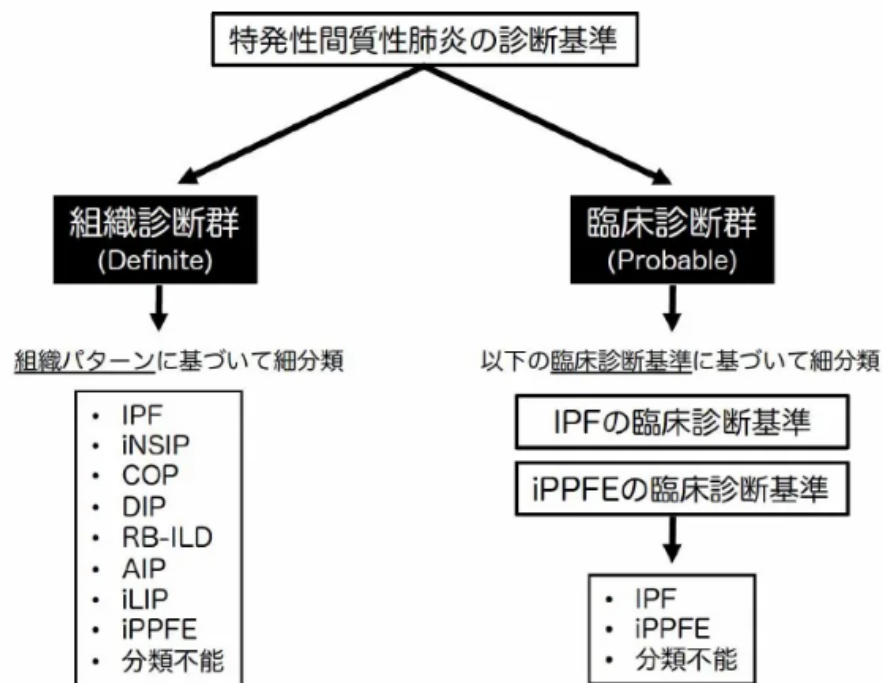 特発性間質性肺炎の診断基準
組織診断群
(Definite)
組織パターンに基づいて細分類
• IPF
• iNSIP
• COP
• DIP
• RB-ILD
• AIP
• iLIP
• iPPFE
• 分類不能
臨床診断群
(Probable)
以下の臨床診断基準に基づいて細分類
IPFの臨床診断基準
iPPFEの臨床診断基準
• IPF
• iPPFE
• 分類不能